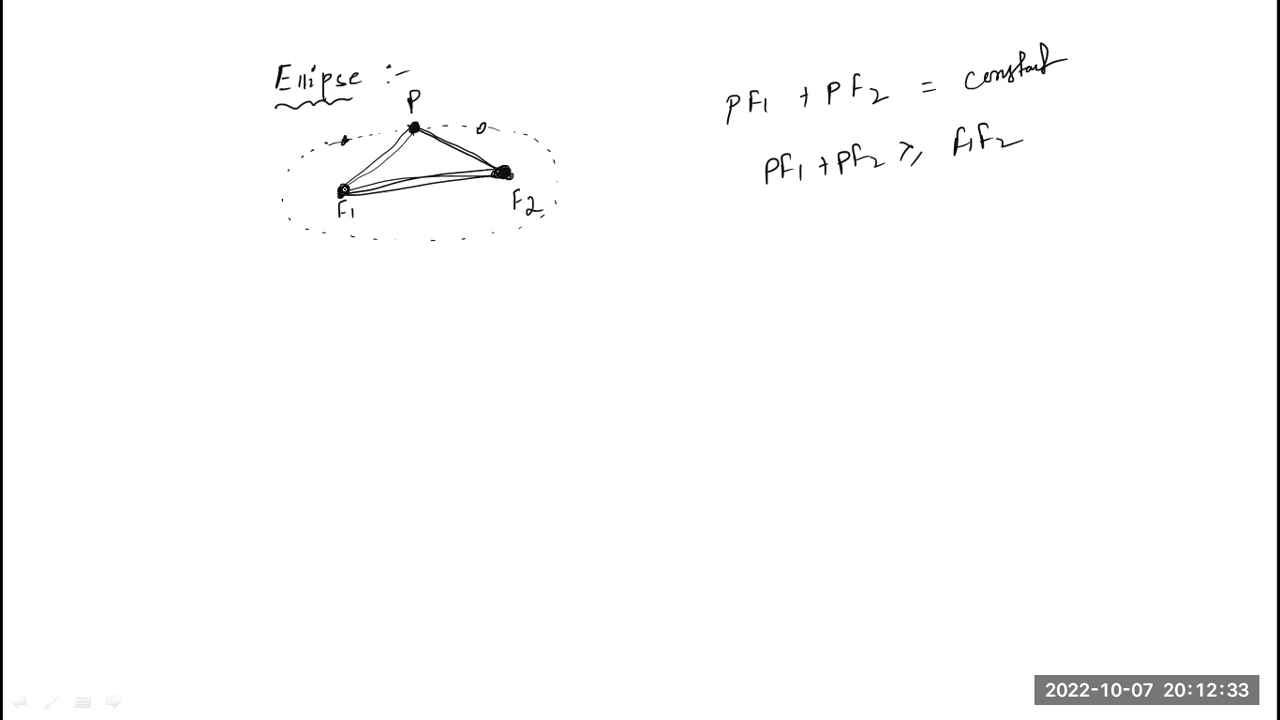 Ellipse :-
P
F1
F2
PF1 + PF2 = constant
PF1 + PF2 ≥ F1F2
2022-10-07 20:12:33